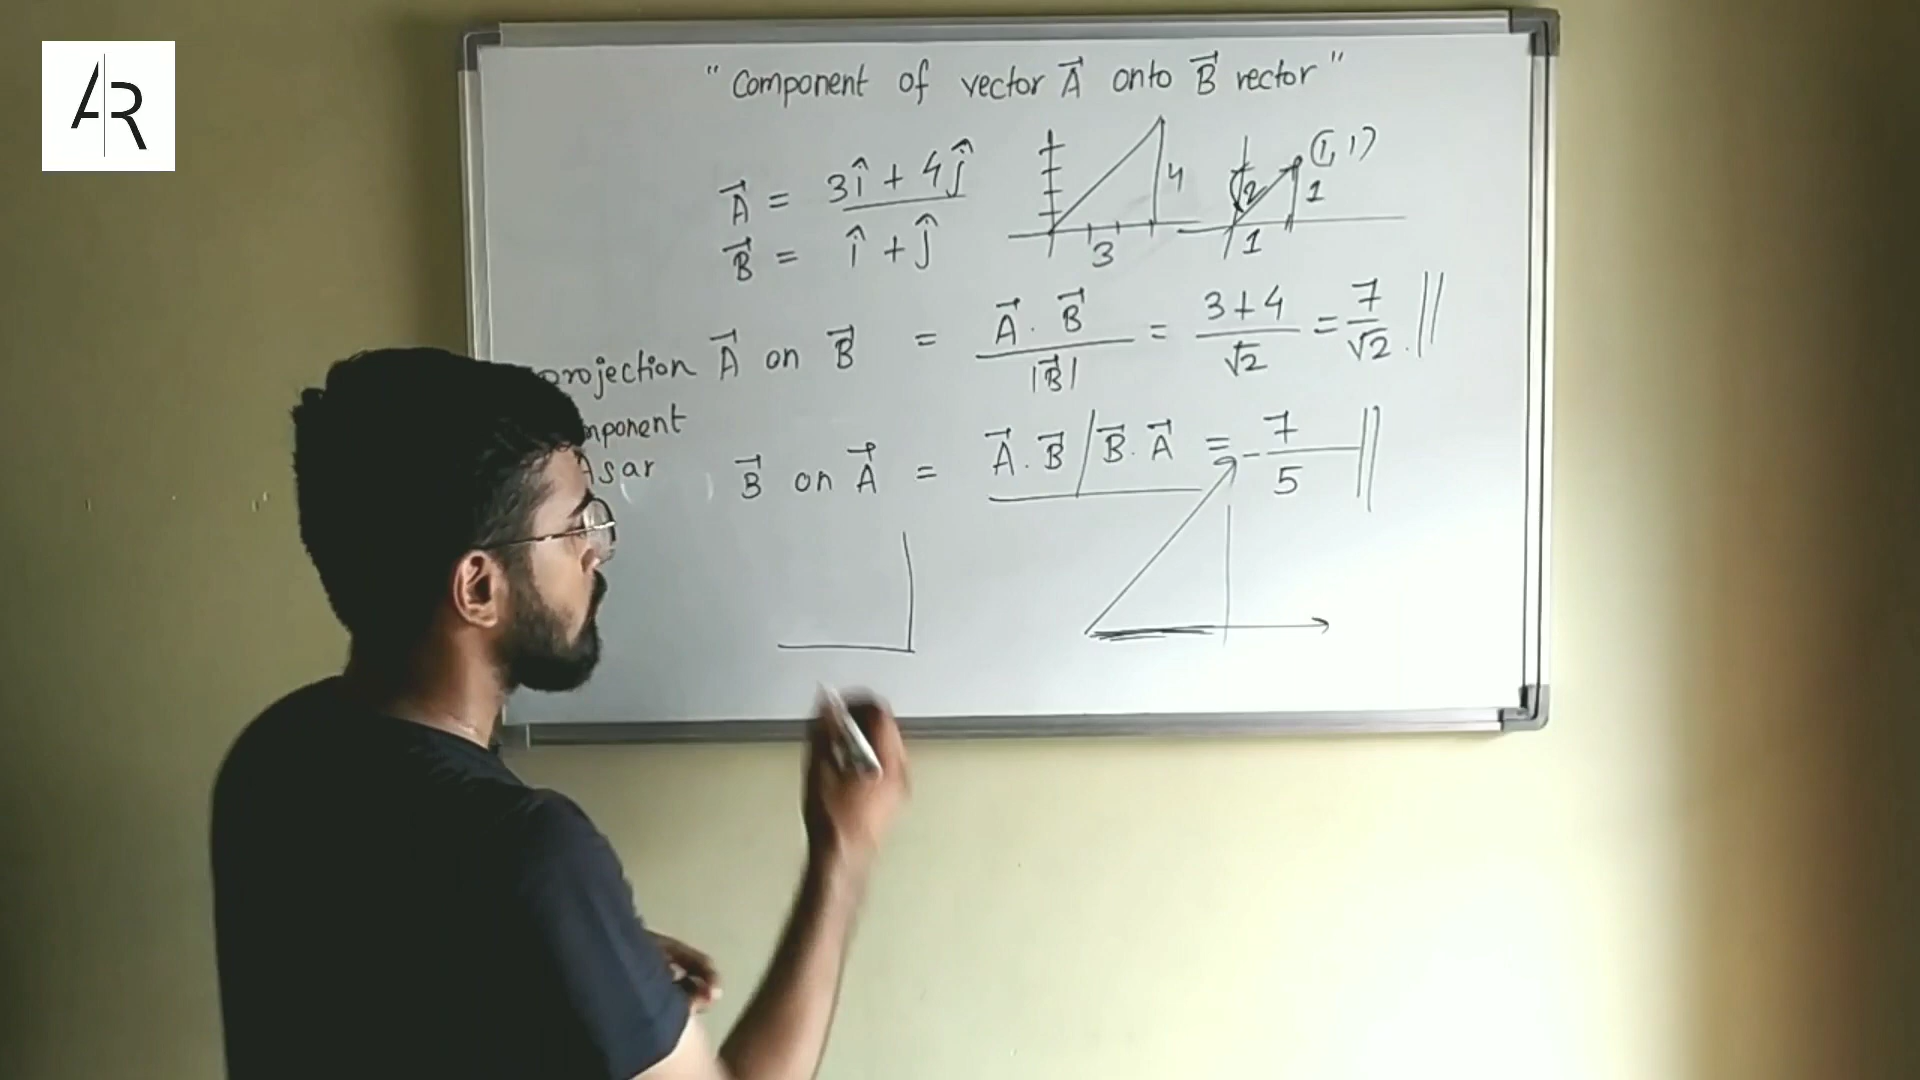 AR
"Component of vector A⃗ onto B⃗ vector"
A⃗ = 3î + 4ĵ
B⃗ = î + ĵ
4
3
(1, 1)
√2
1
1
projection A⃗ on B⃗ = A⃗ . B⃗ / |B⃗| = 3+4 / √2 = 7/√2 . ||
mponent
Asar
B⃗ on A⃗ = A⃗ . B⃗ / B⃗ . A⃗ = 7 / 5 ||